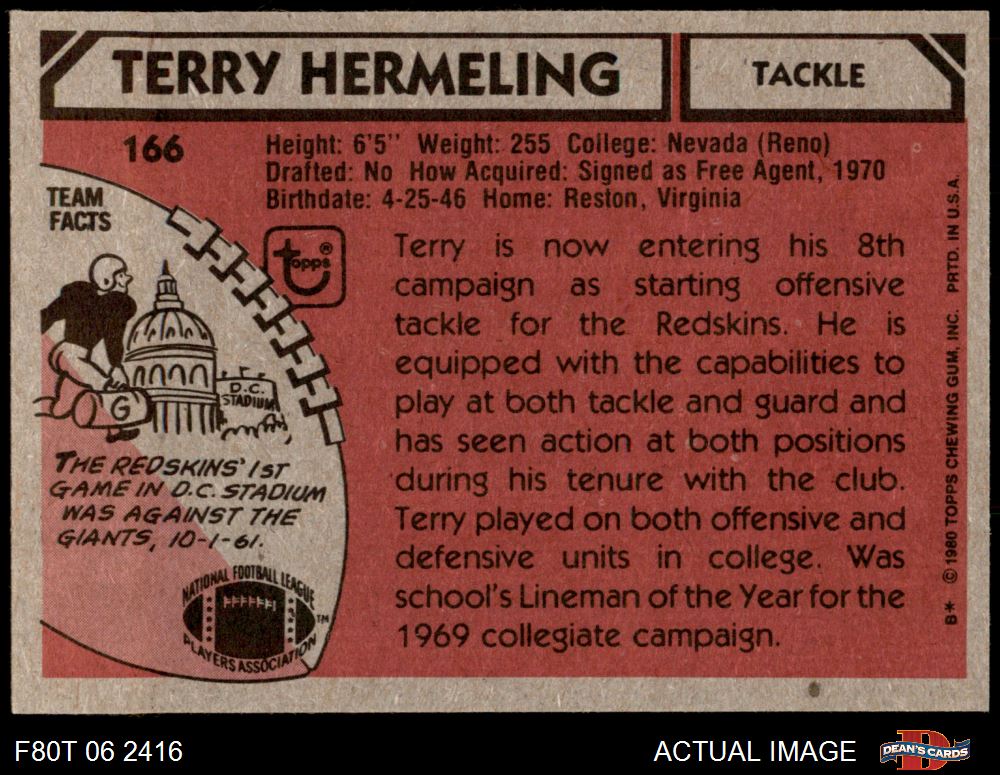 TERRY HERMELING
TACKLE
166
Height: 6'5'' Weight: 255 College: Nevada (Reno)
Drafted: No How Acquired: Signed as Free Agent, 1970
Birthdate: 4-25-46 Home: Reston, Virginia
TEAM
FACTS
topps®
D.C.
STADIUM
G
THE REDSKINS' 1ST
GAME IN D.C. STADIUM
WAS AGAINST THE
GIANTS, 10-1-61.
NATIONAL FOOTBALL LEAGUE
PLAYERS ASSOCIATION
TM
Terry is now entering his 8th
campaign as starting offensive
tackle for the Redskins. He is
equipped with the capabilities to
play at both tackle and guard and
has seen action at both positions
during his tenure with the club.
Terry played on both offensive and
defensive units in college. Was
school's Lineman of the Year for the
1969 collegiate campaign.
B* © 1980 TOPPS CHEWING GUM, INC. PRTD. IN U.S.A.
F80T 06 2416
ACTUAL IMAGE
D
DEAN'S CARDS